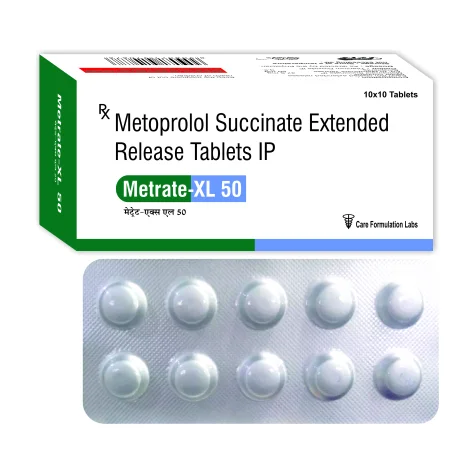 10x10 Tablets
Rx
Metoprolol Succinate Extended
Release Tablets IP
Metrate-XL 50
मेट्रेट-एक्स एल 50
Care Formulation Labs
Metrate-XL 50